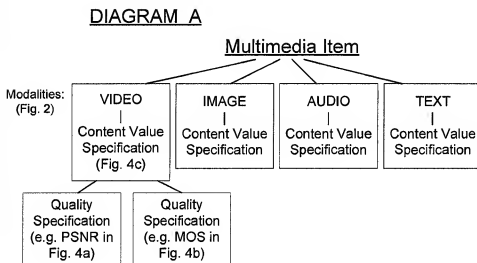 DIAGRAM A
Multimedia Item
Modalities:
(Fig. 2)
VIDEO
Content Value
Specification
(Fig. 4c)
IMAGE
Content Value
Specification
AUDIO
Content Value
Specification
TEXT
Content Value
Specification
Quality
Specification
(e.g. PSNR in
Fig. 4a)
Quality
Specification
(e.g. MOS in
Fig. 4b)